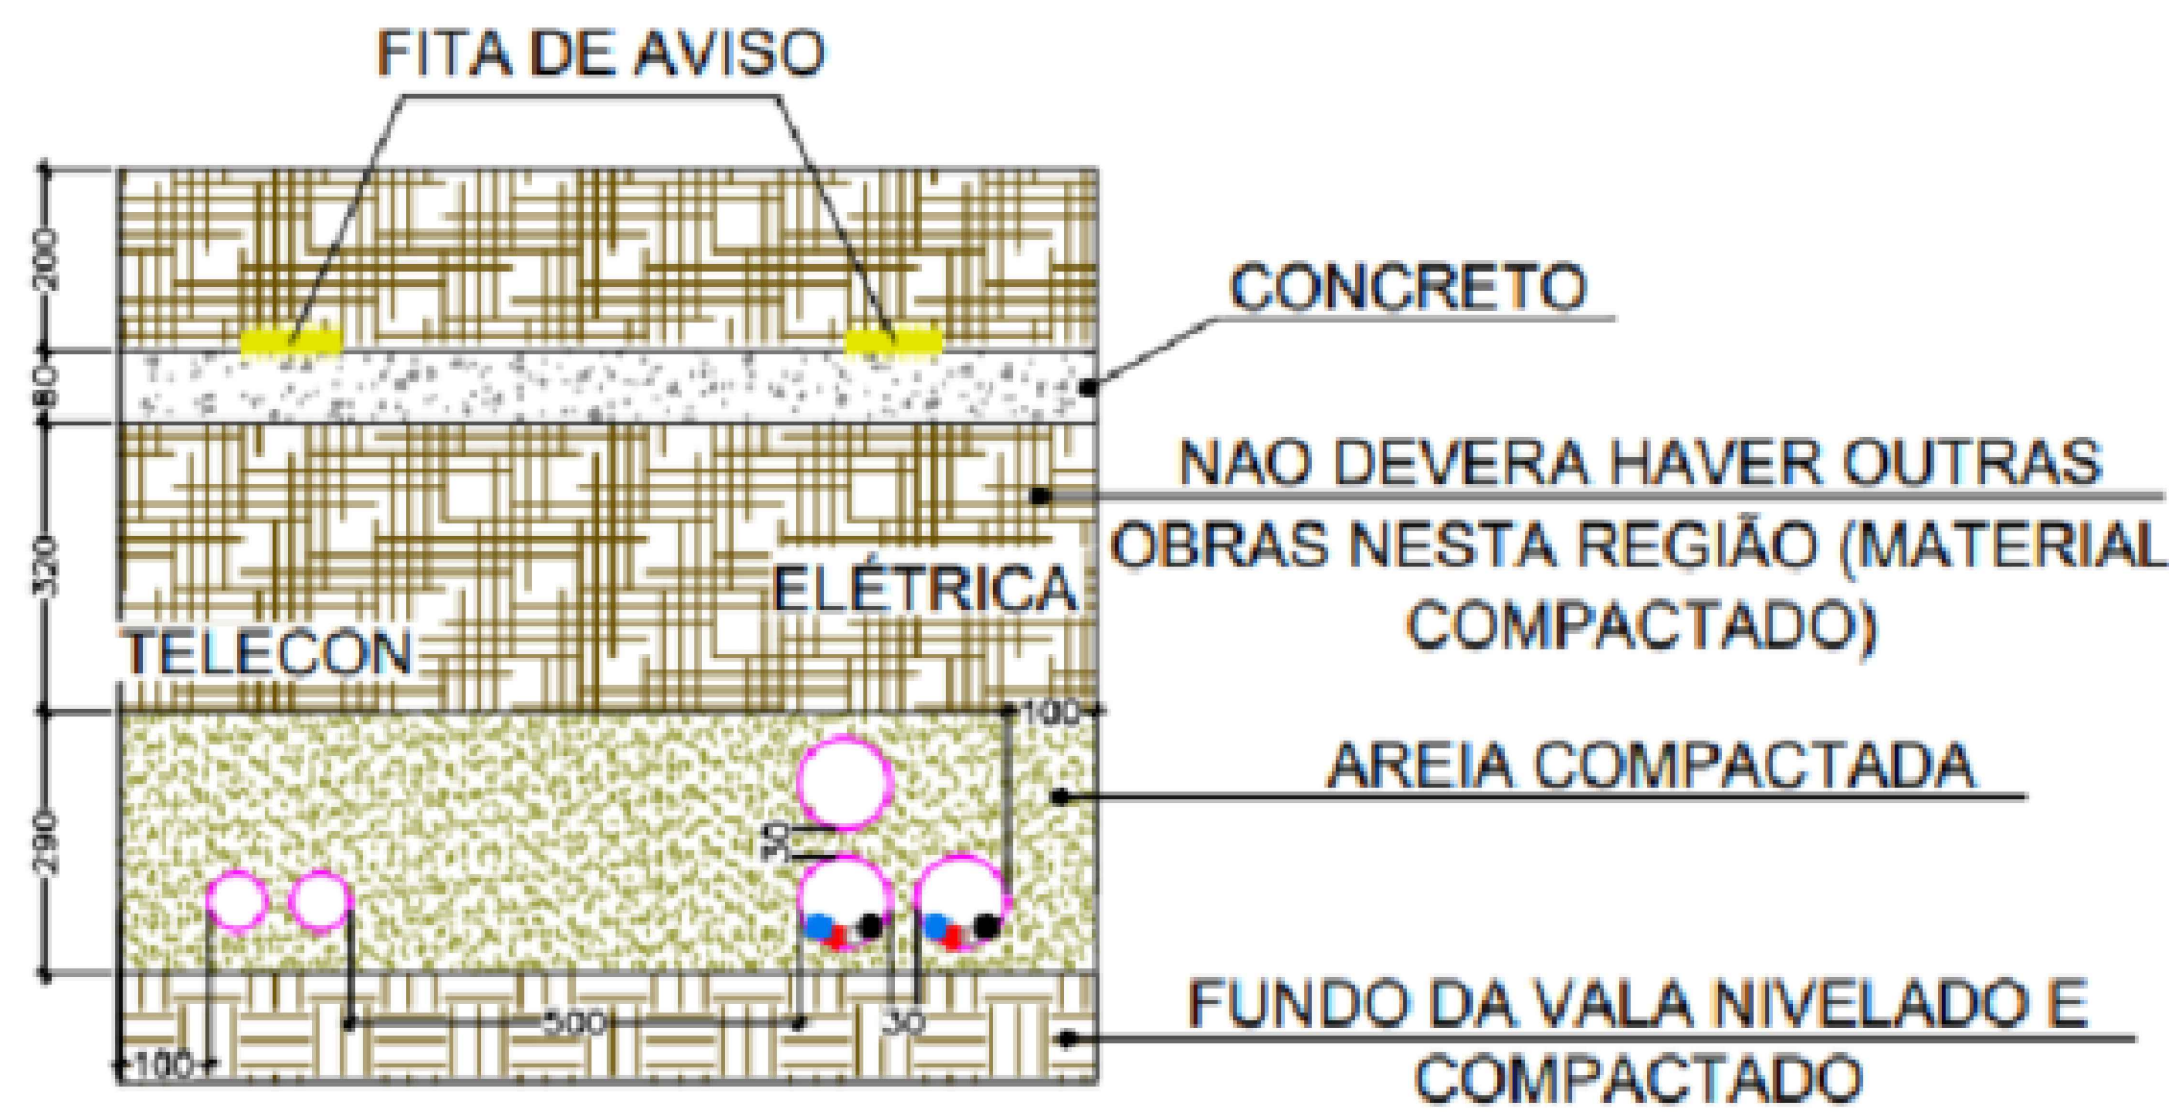 FITA DE AVISO
200
CONCRETO
80
NAO DEVERA HAVER OUTRAS
OBRAS NESTA REGIÃO (MATERIAL
COMPACTADO)
320
ELÉTRICA
TELECON
100
AREIA COMPACTADA
30
290
FUNDO DA VALA NIVELADO E
COMPACTADO
500
30
100